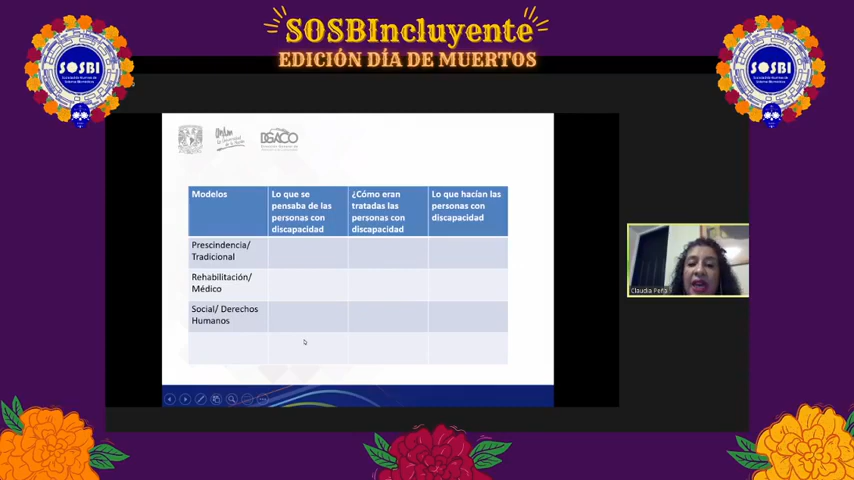 SOSBIncluyente
EDICIÓN DÍA DE MUERTOS
SOSBI
SOSBI
DGACO
Modelos
Lo que se
pensaba de las
personas con
discapacidad
¿Cómo eran
tratadas las
personas con
discapacidad
Lo que hacían las
personas con
discapacidad
Prescindencia/
Tradicional
Rehabilitación/
Médico
Social/ Derechos
Humanos
Claudia Peña